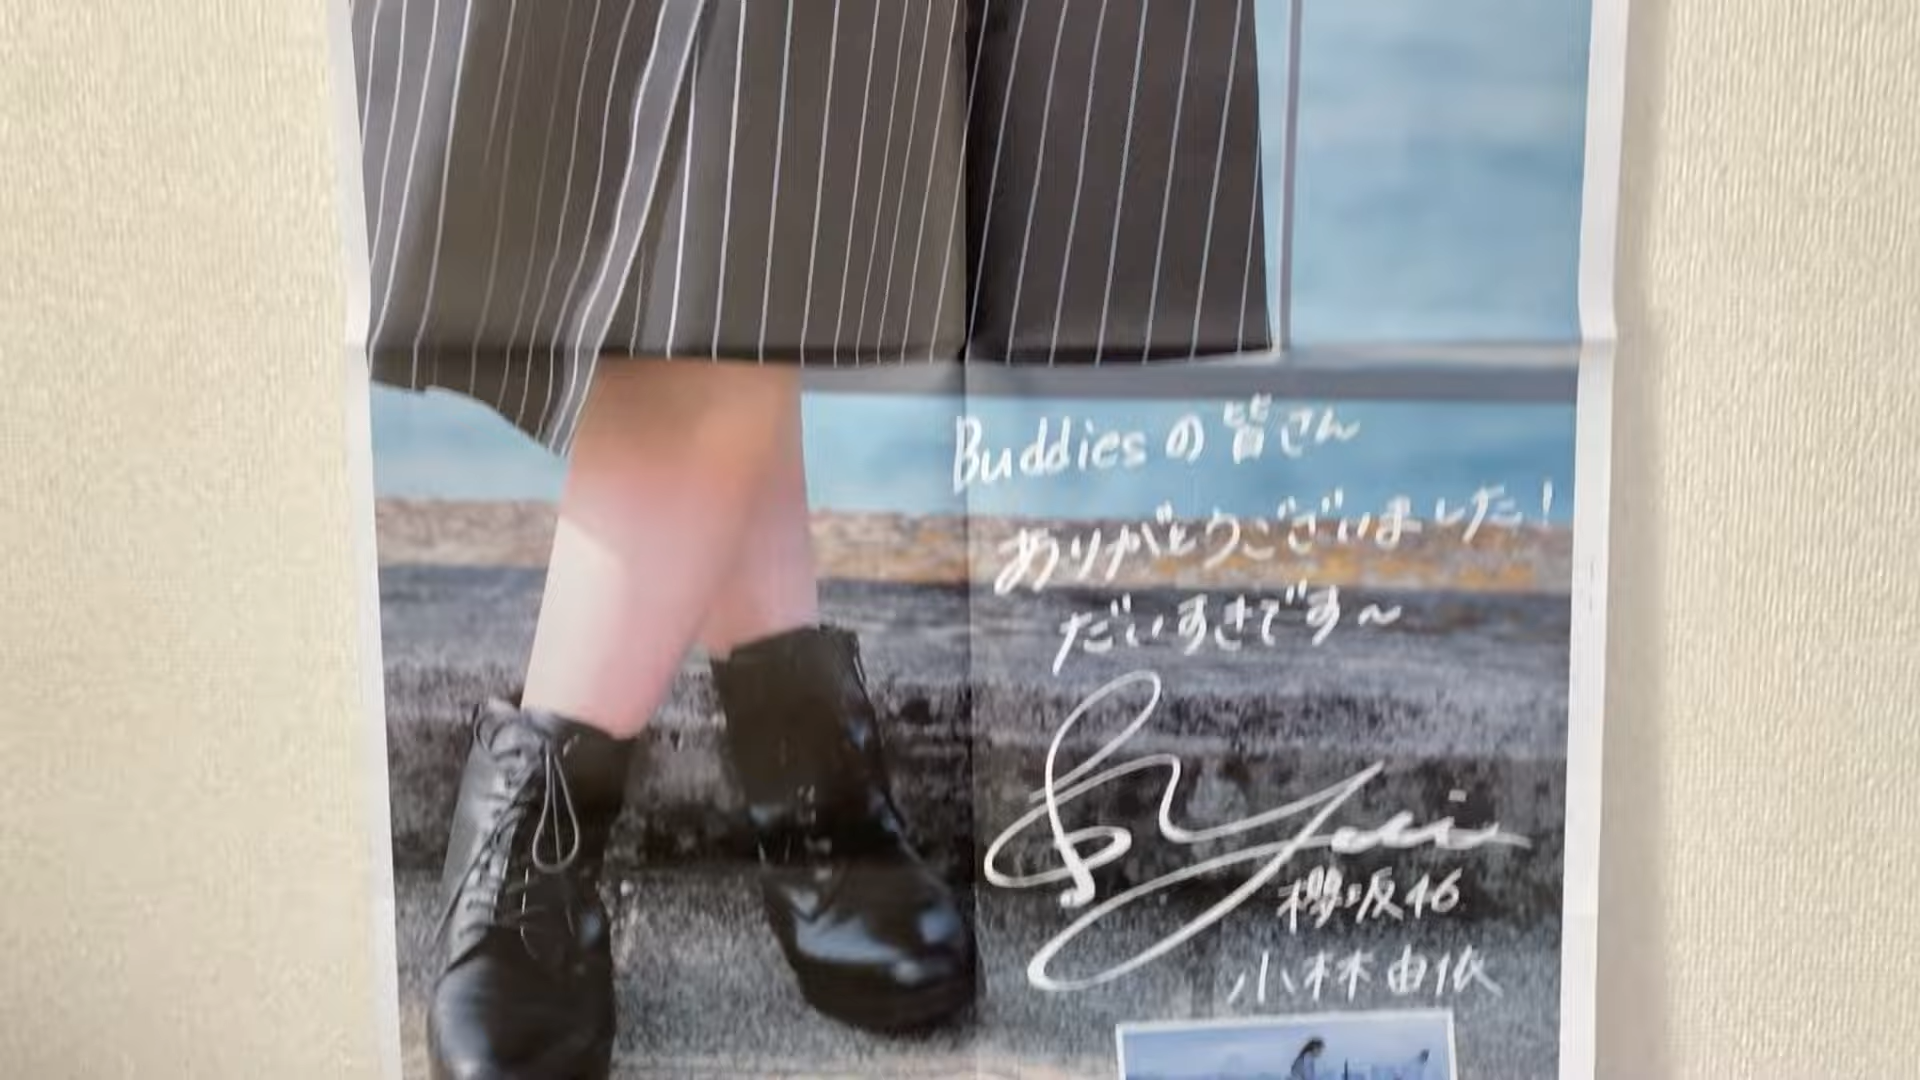 Buddiesの皆さん
ありがとうございました!
だいすきです〜
Yui
櫻坂46
小林由依